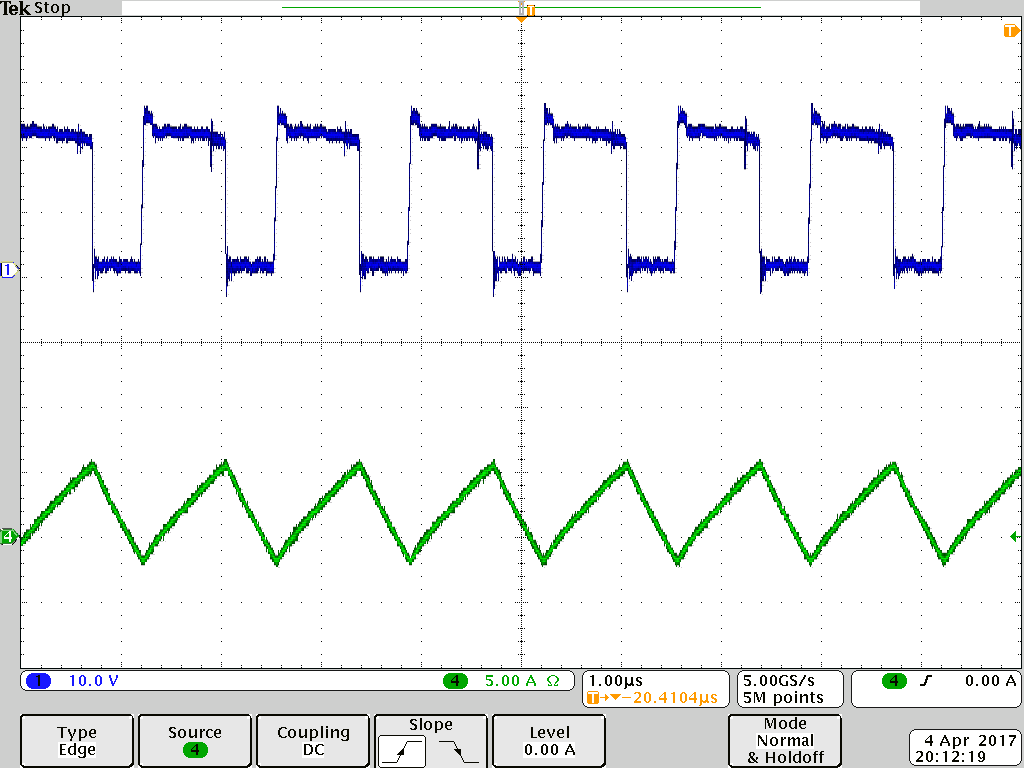 Tek Stop
T
T
1
4
1 10.0 V 4 5.00 A Ω
1.00µs
T→▼−20.4104µs
5.00GS/s
5M points
4 0.00 A
Type
Edge
Source
4
Coupling
DC
Slope
Level
0.00 A
Mode
Normal
& Holdoff
4 Apr 2017
20:12:19